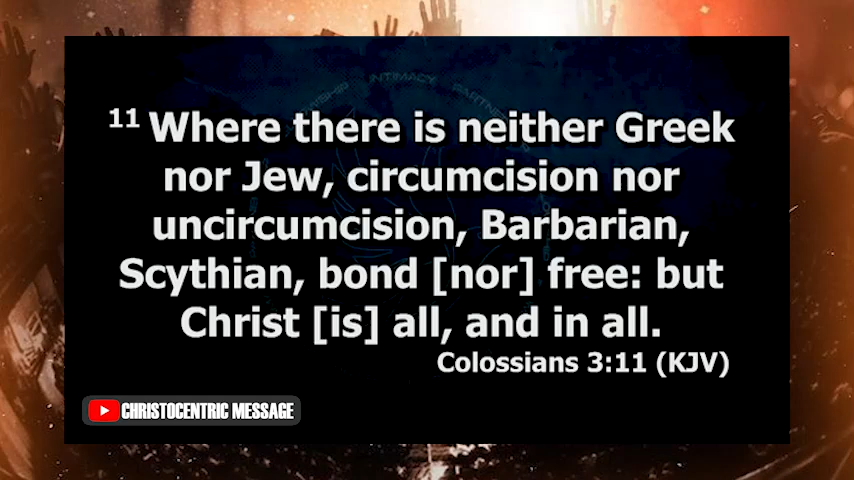 INTIMACY
11 Where there is neither Greek
nor Jew, circumcision nor
uncircumcision, Barbarian,
Scythian, bond [nor] free: but
Christ [is] all, and in all.
Colossians 3:11 (KJV)
CHRISTOCENTRIC MESSAGE